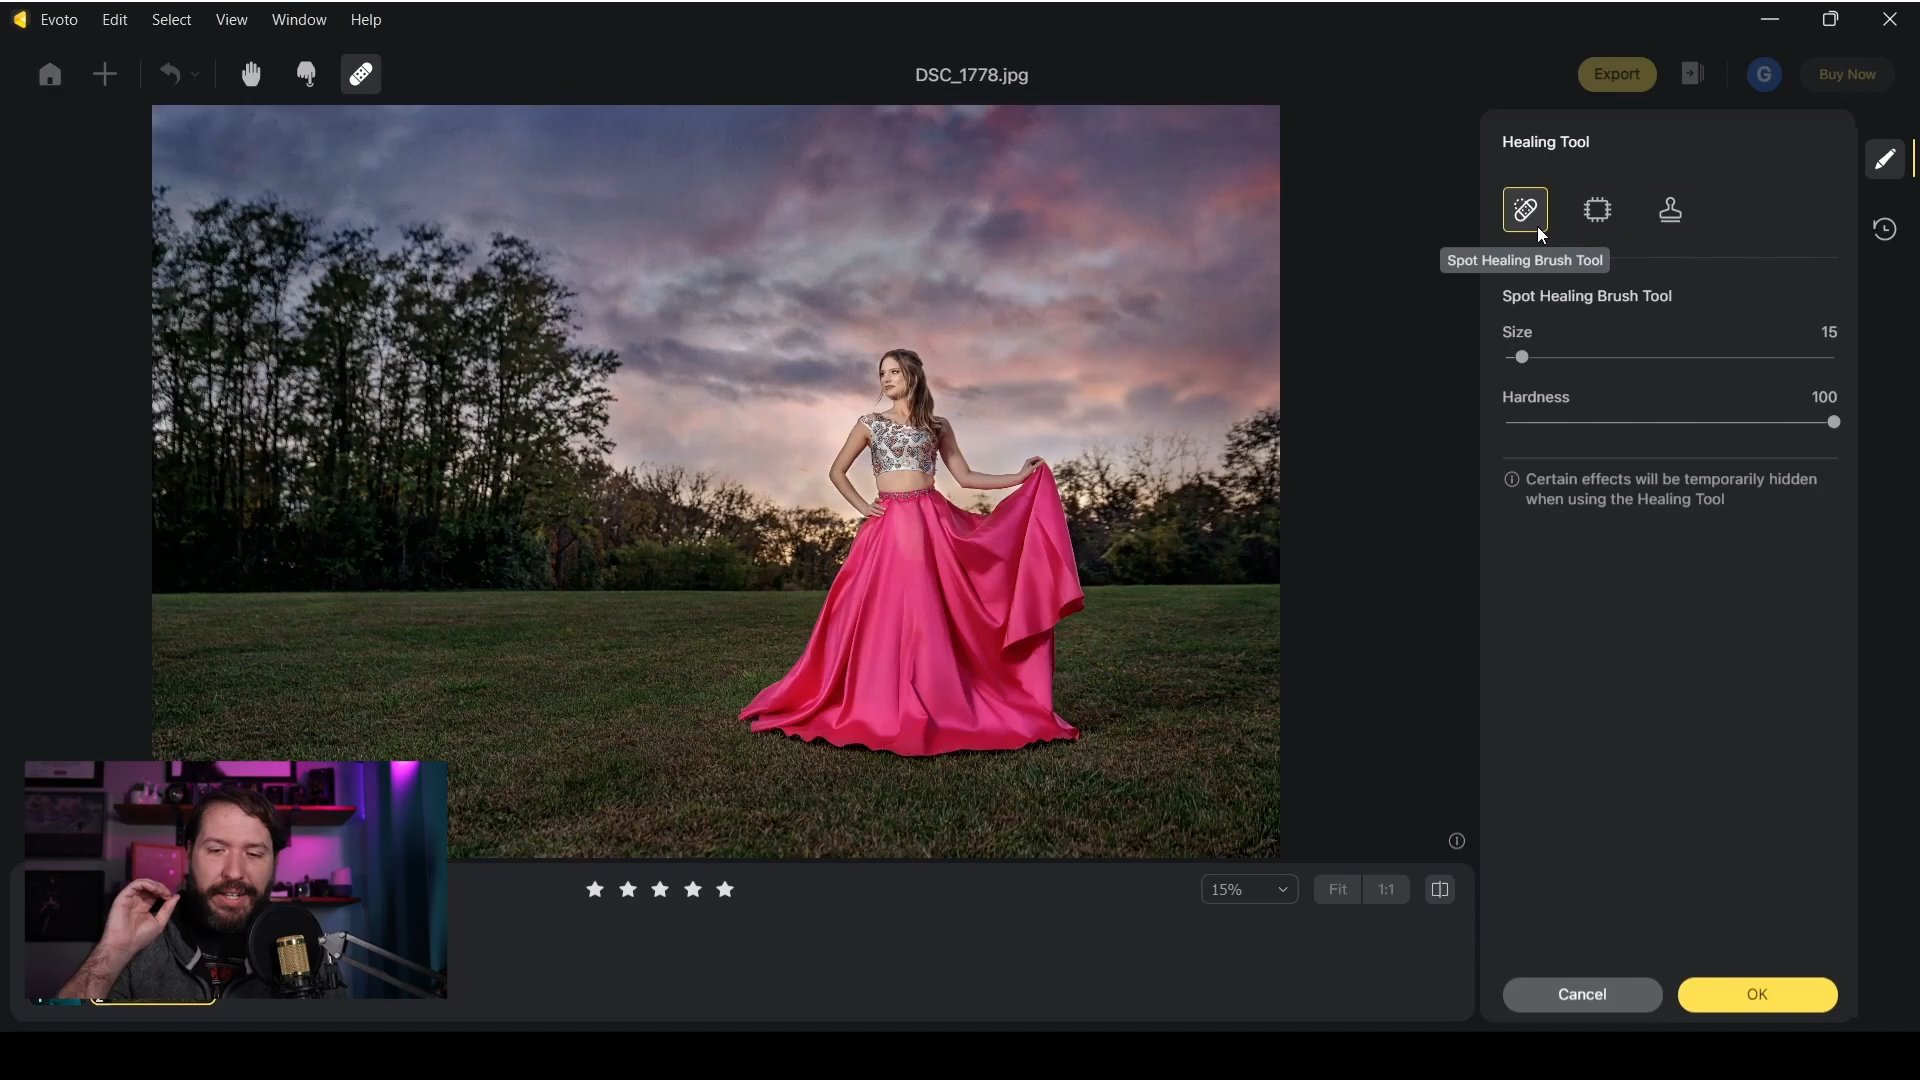 Evoto Edit Select View Window Help
DSC_1778.jpg
Export
G
Buy Now
Healing Tool
Spot Healing Brush Tool
Spot Healing Brush Tool
Size 15
Hardness 100
Certain effects will be temporarily hidden
when using the Healing Tool
15%
Fit
1:1
Cancel
OK